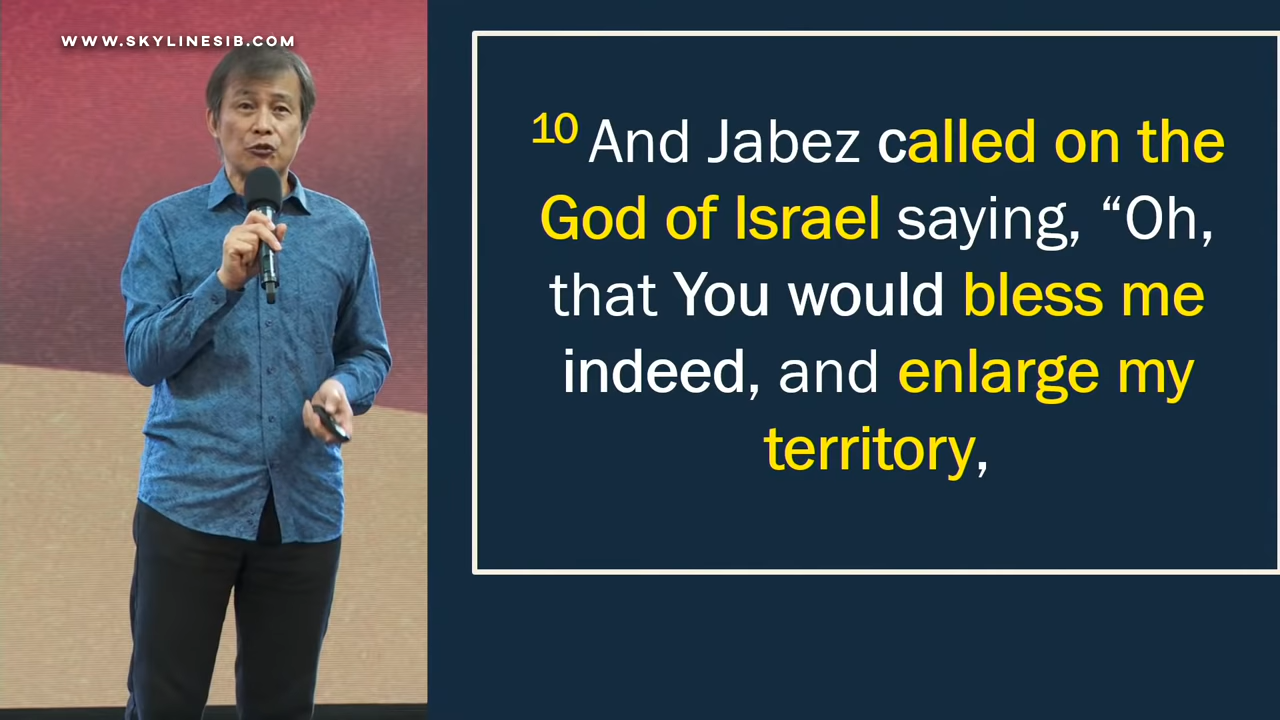 WWW.SKYLINESIB.COM
10 And Jabez called on the
God of Israel saying, “Oh,
that You would bless me
indeed, and enlarge my
territory,